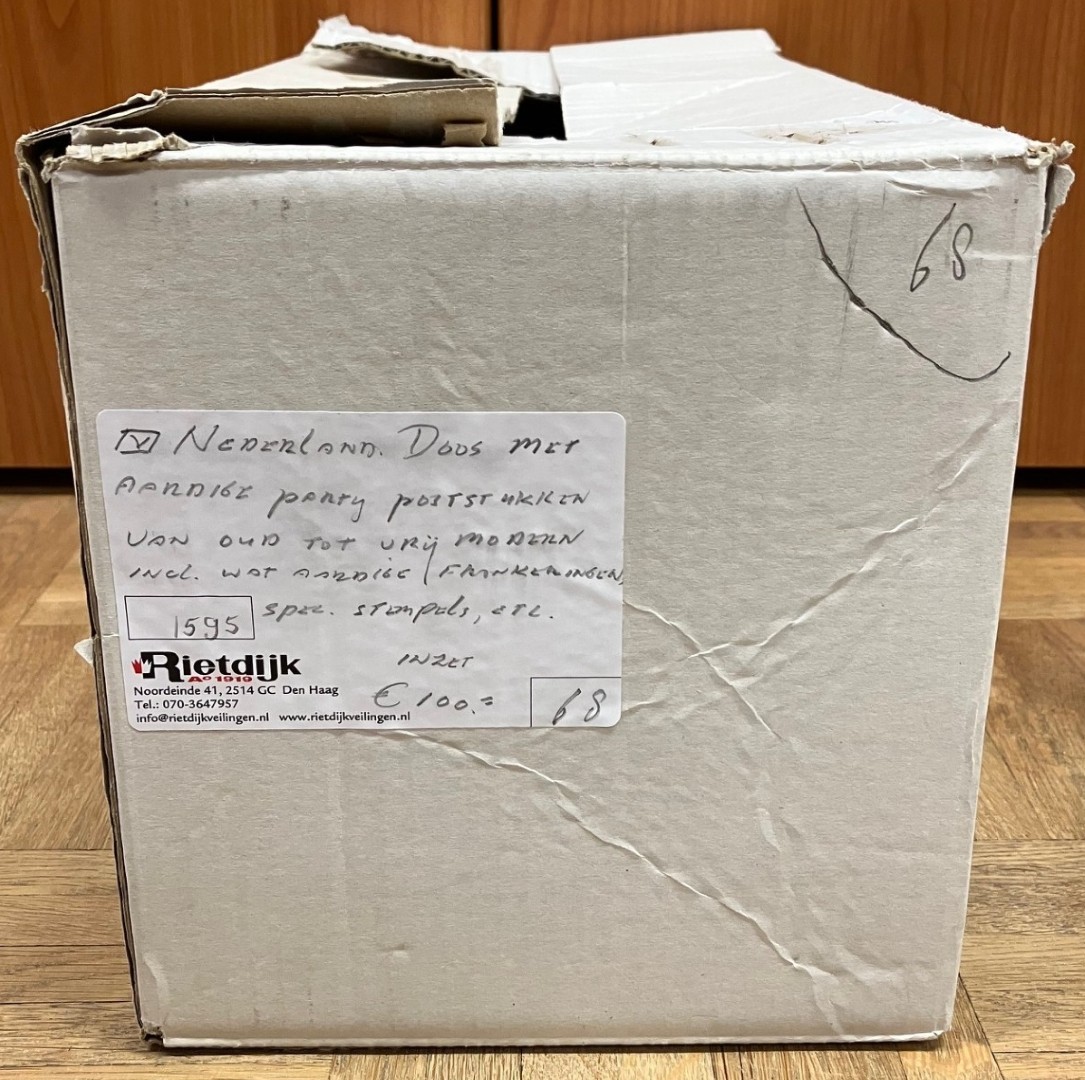 68
☑ NEDERLAND. DOOS MET
AARDIGE PARTY POSTSTUKKEN
VAN OUD TOT VRIJ MODERN
INCL. WAT AARDIGE FRANKERINGEN,
1595 SPEC. STEMPELS, ETC.
Rietdijk
Aº 1919
INZET
Noordeinde 41, 2514 GC Den Haag
€ 100.=
Tel.: 070-3647957
68
info@rietdijkveilingen.nl www.rietdijkveilingen.nl